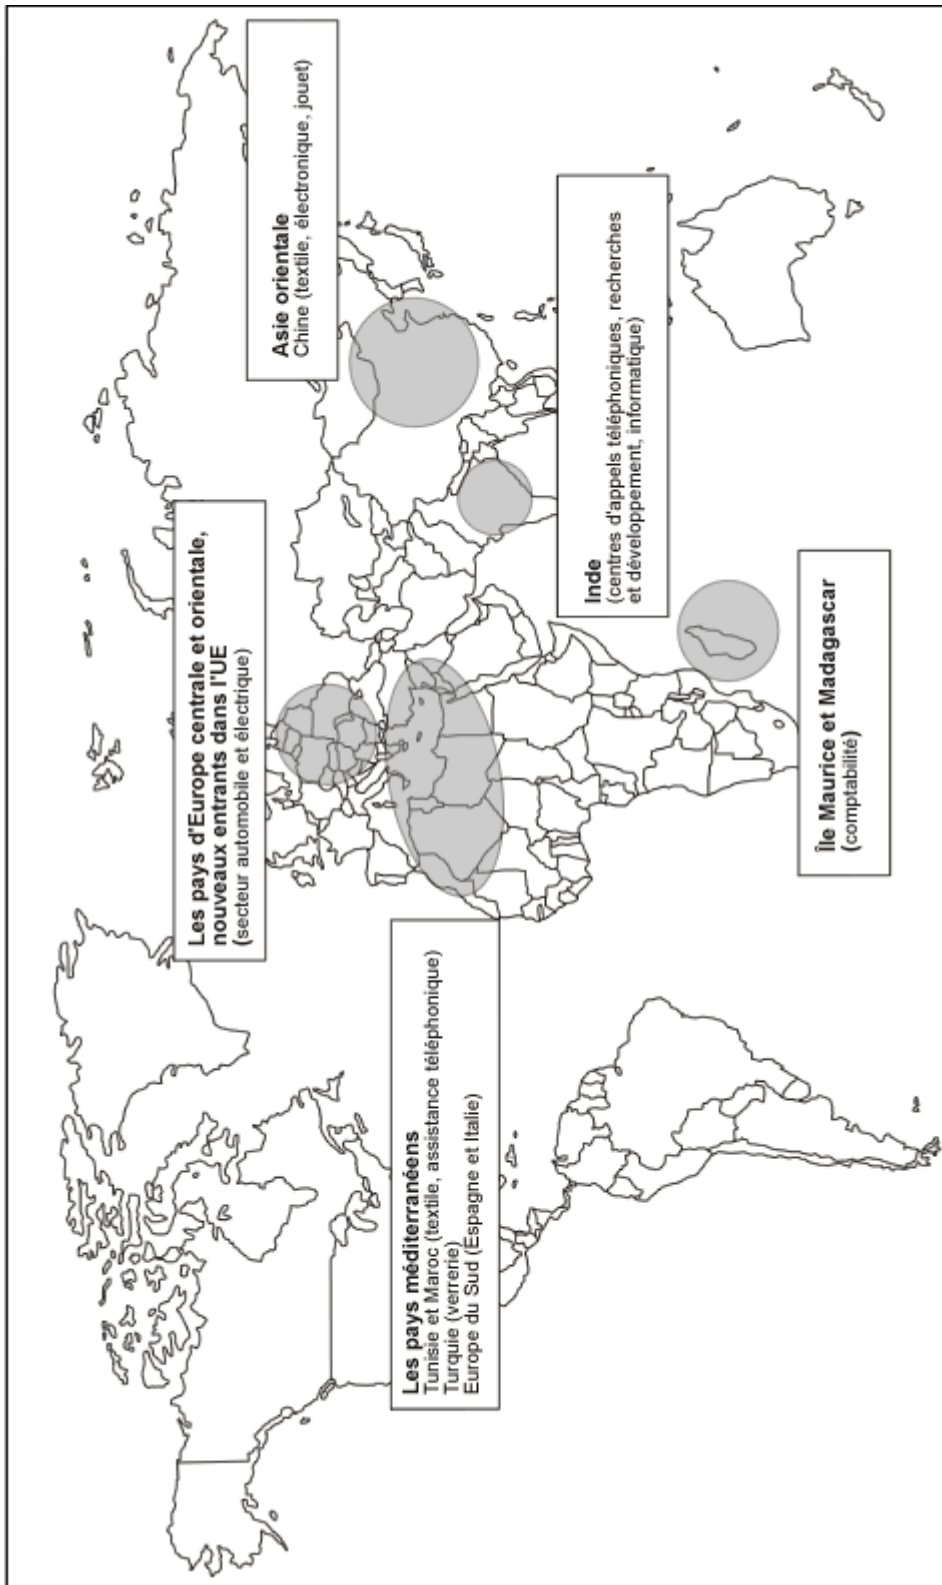 Les pays d'Europe centrale et orientale,
nouveaux entrants dans l'UE
(secteur automobile et électrique)
Asie orientale
Chine (textile, électronique, jouet)
Les pays méditerranéens
Tunisie et Maroc (textile, assistance téléphonique)
Turquie (verrerie)
Europe du Sud (Espagne et Italie)
Inde
(centres d'appels téléphoniques, recherches
et développement, informatique)
Île Maurice et Madagascar
(comptabilité)